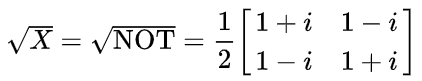 √X = √NOT = 1/2 [1 + i 1 − i
1 − i 1 + i]